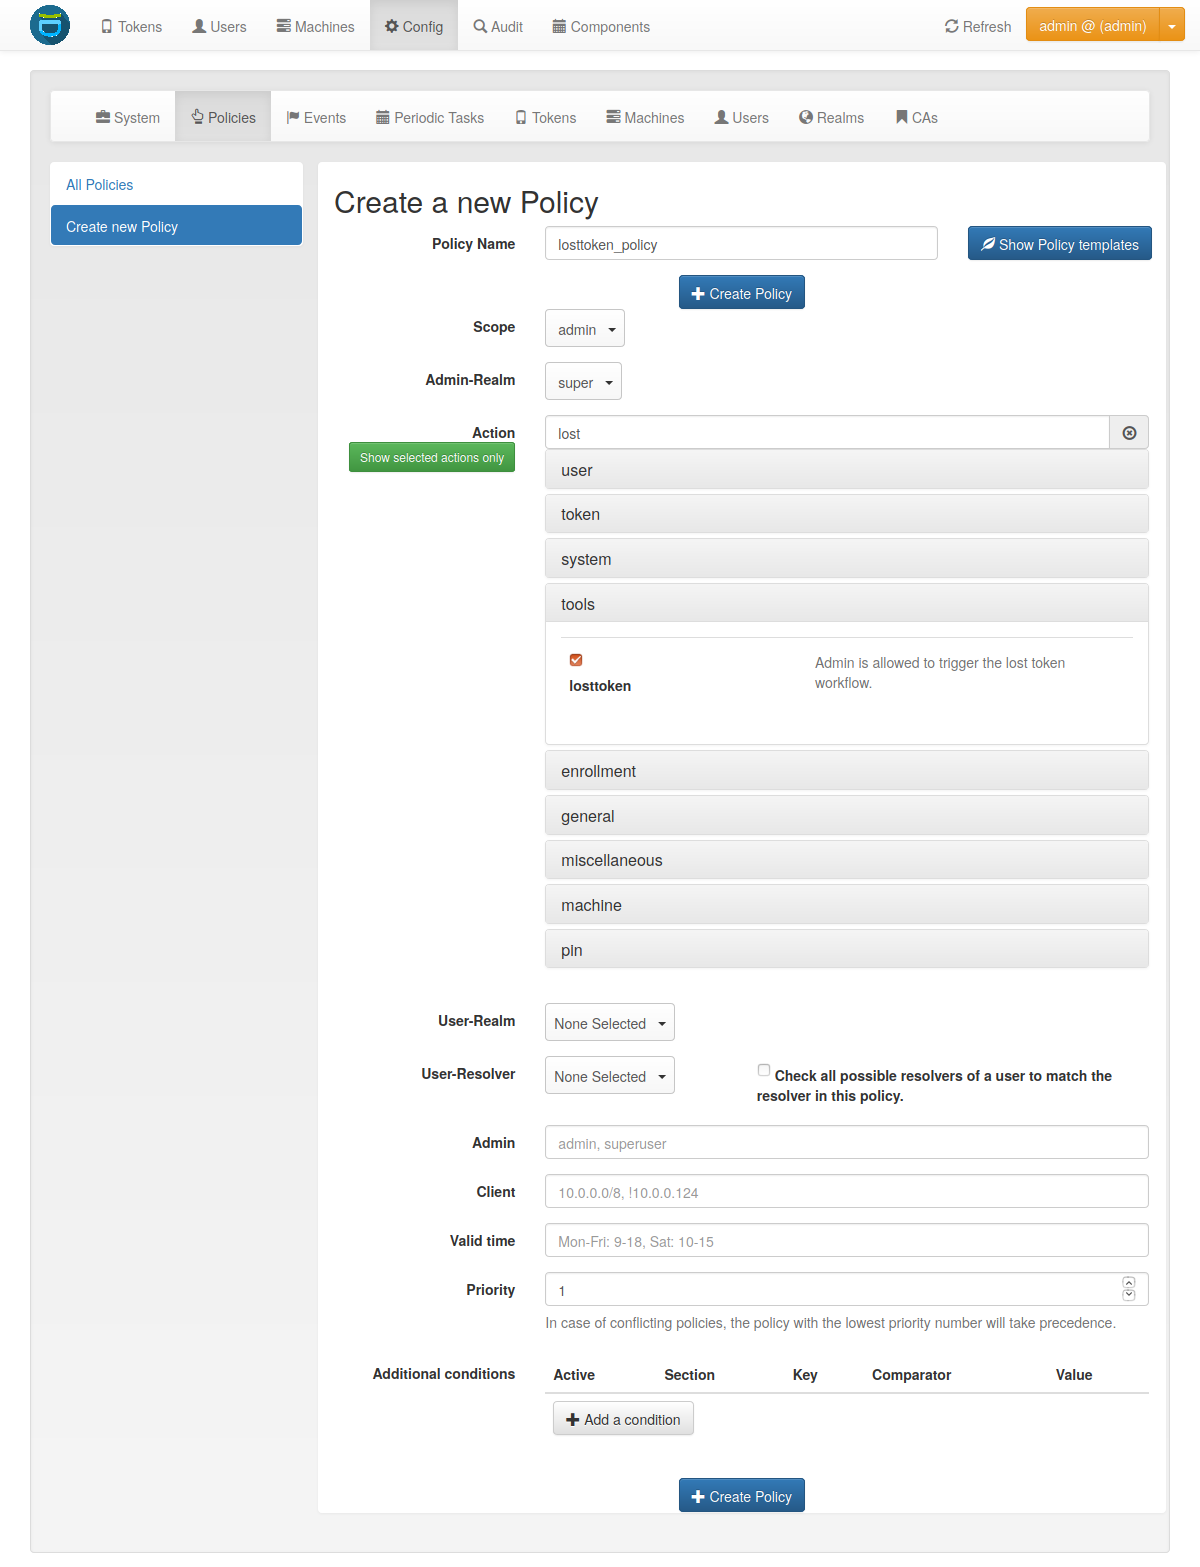 Tokens Users Machines Config Audit Components Refresh admin @ (admin)
System Policies Events Periodic Tasks Tokens Machines Users Realms CAs
All Policies
Create new Policy
Create a new Policy
Policy Name losttoken_policy Show Policy templates
Create Policy
Scope admin
Admin-Realm super
Action lost
Show selected actions only
user
token
system
tools
losttoken
Admin is allowed to trigger the lost token
workflow.
enrollment
general
miscellaneous
machine
pin
User-Realm None Selected
User-Resolver None Selected
Check all possible resolvers of a user to match the
resolver in this policy.
Admin admin, superuser
Client 10.0.0.0/8, !10.0.0.124
Valid time Mon-Fri: 9-18, Sat: 10-15
Priority 1
In case of conflicting policies, the policy with the lowest priority number will take precedence.
Additional conditions Active Section Key Comparator Value
Add a condition
Create Policy